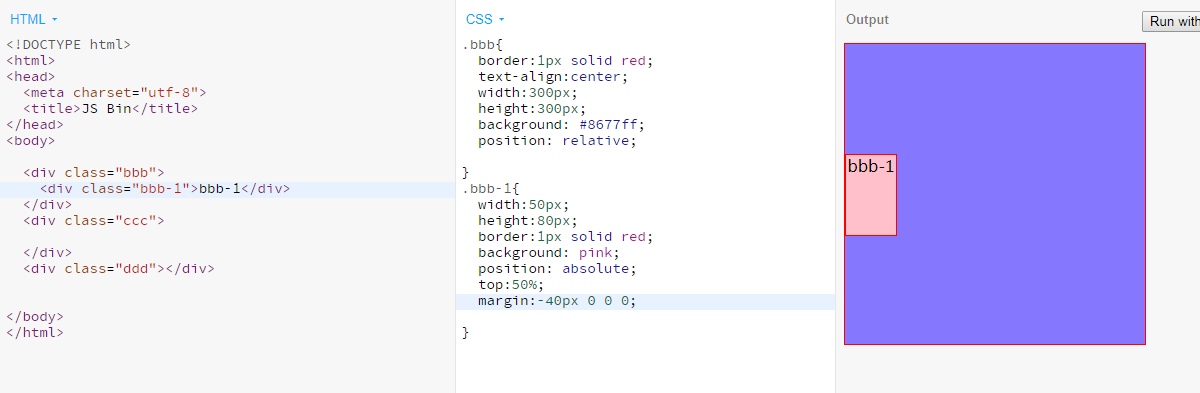 HTML
<!DOCTYPE html>
<html>
<head>
  <meta charset="utf-8">
  <title>JS Bin</title>
</head>
<body>
  <div class="bbb">
    <div class="bbb-1">bbb-1</div>
  </div>
  <div class="ccc">
  </div>
  <div class="ddd"></div>
</body>
</html>
CSS
.bbb{
  border:1px solid red;
  text-align:center;
  width:300px;
  height:300px;
  background: #8677ff;
  position: relative;
}
.bbb-1{
  width:50px;
  height:80px;
  border:1px solid red;
  background: pink;
  position: absolute;
  top:50%;
  margin:-40px 0 0 0;
}
Output
Run with
bbb-1